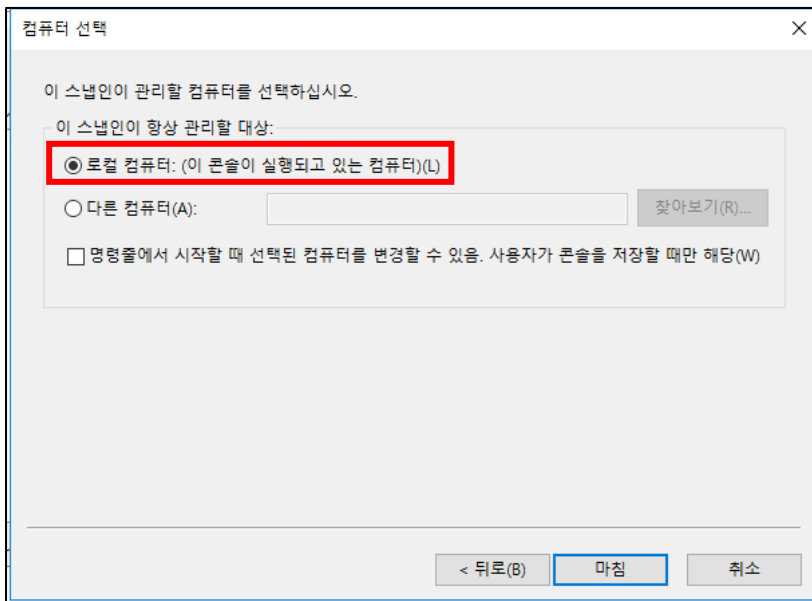 컴퓨터 선택
이 스냅인이 관리할 컴퓨터를 선택하십시오.
이 스냅인이 항상 관리할 대상:
로컬 컴퓨터: (이 콘솔이 실행되고 있는 컴퓨터)(L)
다른 컴퓨터(A): 찾아보기(R)...
명령줄에서 시작할 때 선택된 컴퓨터를 변경할 수 있음. 사용자가 콘솔을 저장할 때만 해당(W)
< 뒤로(B) 마침 취소